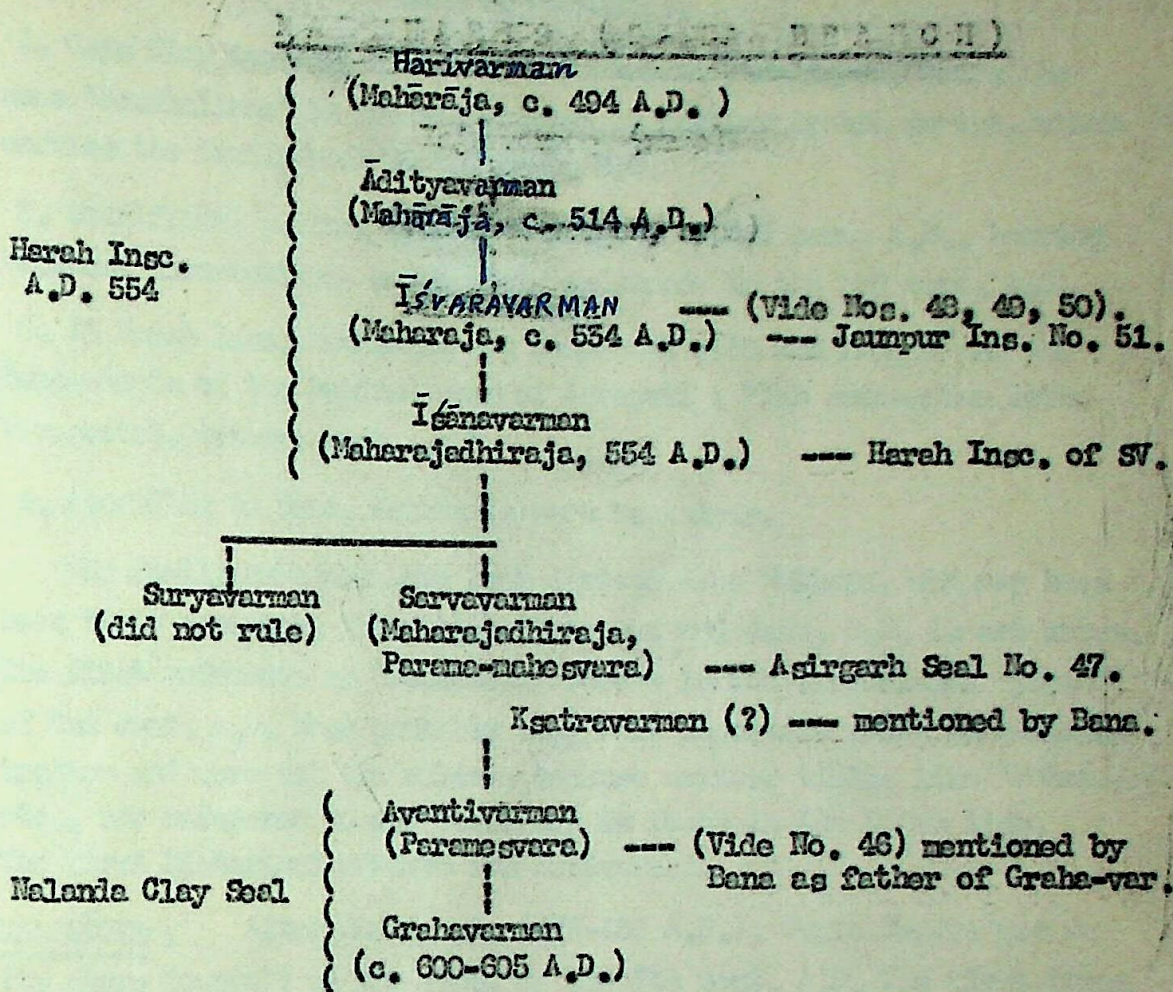 Harivarman
(Mahārāja, c. 494 A.D. )
Ādityavarman
(Mahārājā, c. 514 A.D.)
Harah Insc.
A.D. 554
ĪŚVARAVARMAN --- (Vide Nos. 48, 49, 50).
(Maharaja, c. 534 A.D.) --- Jaunpur Ins. No. 51.
Īśānavarman
(Maharajadhiraja, 554 A.D.) --- Harah Insc. of SV.
Suryavarman Sarvavarman
(did not rule) (Maharajadhiraja,
Parama-mahesvara) --- Asirgarh Seal No. 47.
Ksatravarman (?) --- mentioned by Bana.
Avantivarman
(Paramesvara) --- (Vide No. 46) mentioned by
Bana as father of Graha-var.
Nalanda Clay Seal
Grahavarman
(c. 600-605 A.D.)